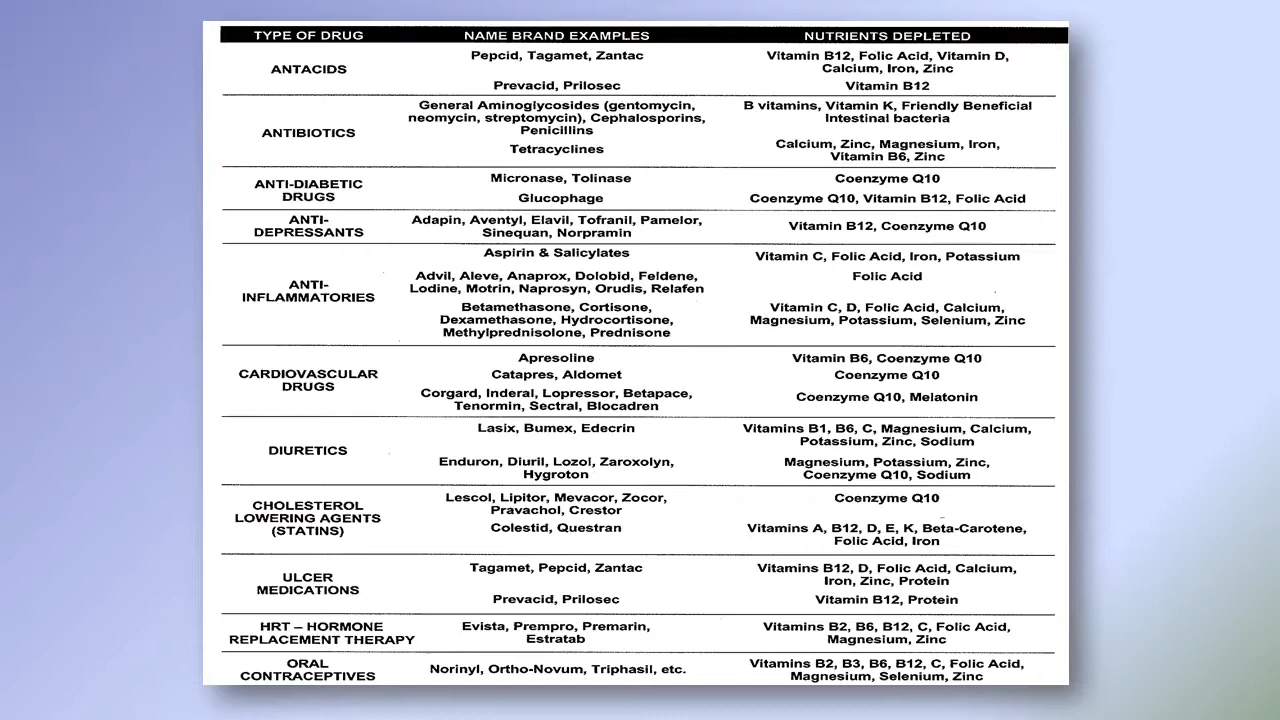 TYPE OF DRUG NAME BRAND EXAMPLES NUTRIENTS DEPLETED
ANTACIDS
Pepcid, Tagamet, Zantac
Vitamin B12, Folic Acid, Vitamin D,
Calcium, Iron, Zinc
Prevacid, Prilosec
Vitamin B12
ANTIBIOTICS
General Aminoglycosides (gentomycin,
neomycin, streptomycin), Cephalosporins,
Penicillins
B vitamins, Vitamin K, Friendly Beneficial
Intestinal bacteria
Tetracyclines
Calcium, Zinc, Magnesium, Iron,
Vitamin B6, Zinc
ANTI-DIABETIC
DRUGS
Micronase, Tolinase
Coenzyme Q10
Glucophage
Coenzyme Q10, Vitamin B12, Folic Acid
ANTI-
DEPRESSANTS
Adapin, Aventyl, Elavil, Tofranil, Pamelor,
Sinequan, Norpramin
Vitamin B12, Coenzyme Q10
ANTI-
INFLAMMATORIES
Aspirin & Salicylates
Vitamin C, Folic Acid, Iron, Potassium
Advil, Aleve, Anaprox, Dolobid, Feldene,
Lodine, Motrin, Naprosyn, Orudis, Relafen
Folic Acid
Betamethasone, Cortisone,
Dexamethasone, Hydrocortisone,
Methylprednisolone, Prednisone
Vitamin C, D, Folic Acid, Calcium,
Magnesium, Potassium, Selenium, Zinc
CARDIOVASCULAR
DRUGS
Apresoline
Vitamin B6, Coenzyme Q10
Catapres, Aldomet
Coenzyme Q10
Corgard, Inderal, Lopressor, Betapace,
Tenormin, Sectral, Blocadren
Coenzyme Q10, Melatonin
DIURETICS
Lasix, Bumex, Edecrin
Vitamins B1, B6, C, Magnesium, Calcium,
Potassium, Zinc, Sodium
Enduron, Diuril, Lozol, Zaroxolyn,
Hygroton
Magnesium, Potassium, Zinc,
Coenzyme Q10, Sodium
CHOLESTEROL
LOWERING AGENTS
(STATINS)
Lescol, Lipitor, Mevacor, Zocor,
Pravachol, Crestor
Coenzyme Q10
Colestid, Questran
Vitamins A, B12, D, E, K, Beta-Carotene,
Folic Acid, Iron
ULCER
MEDICATIONS
Tagamet, Pepcid, Zantac
Vitamins B12, D, Folic Acid, Calcium,
Iron, Zinc, Protein
Prevacid, Prilosec
Vitamin B12, Protein
HRT – HORMONE
REPLACEMENT THERAPY
Evista, Prempro, Premarin,
Estratab
Vitamins B2, B6, B12, C, Folic Acid,
Magnesium, Zinc
ORAL
CONTRACEPTIVES
Norinyl, Ortho-Novum, Triphasil, etc.
Vitamins B2, B3, B6, B12, C, Folic Acid,
Magnesium, Selenium, Zinc